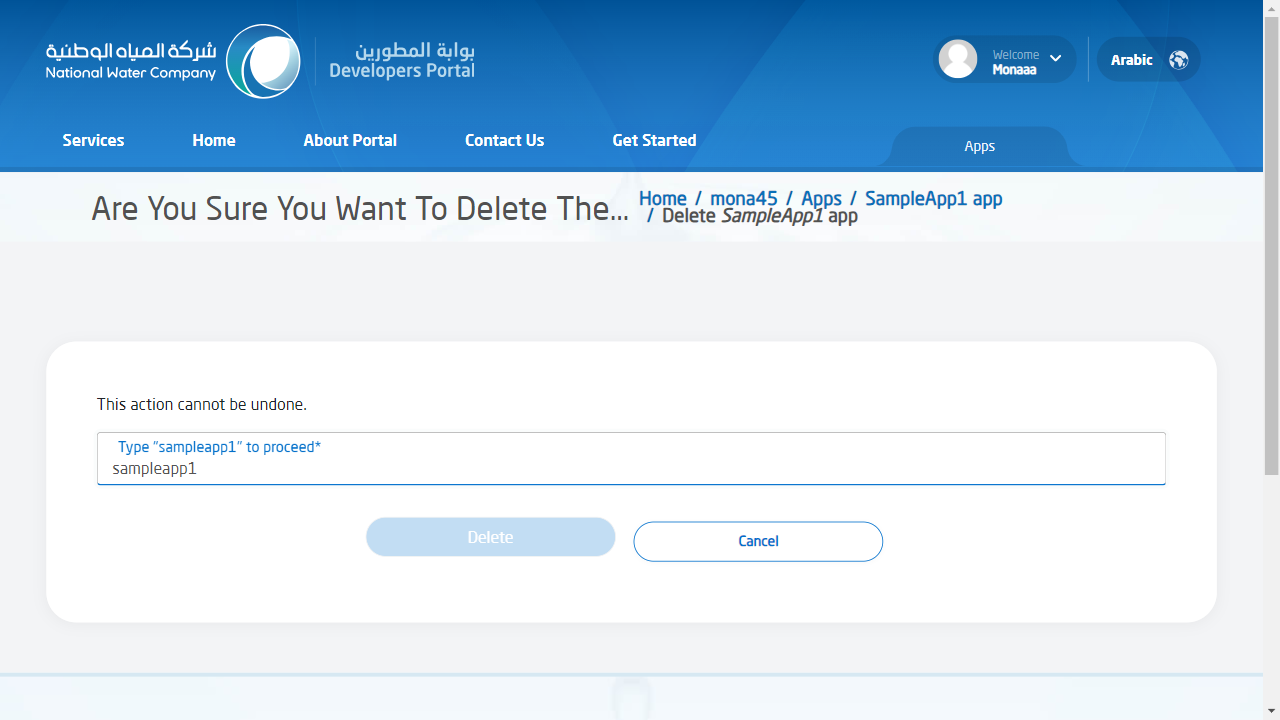 شركة المياه الوطنية
National Water Company
بوابة المطورين
Developers Portal
Welcome
Monaaa
Arabic
Services Home About Portal Contact Us Get Started Apps
Are You Sure You Want To Delete The...
Home / mona45 / Apps / SampleApp1 app
/ Delete SampleApp1 app
This action cannot be undone.
Type "sampleapp1" to proceed*
sampleapp1
Delete Cancel